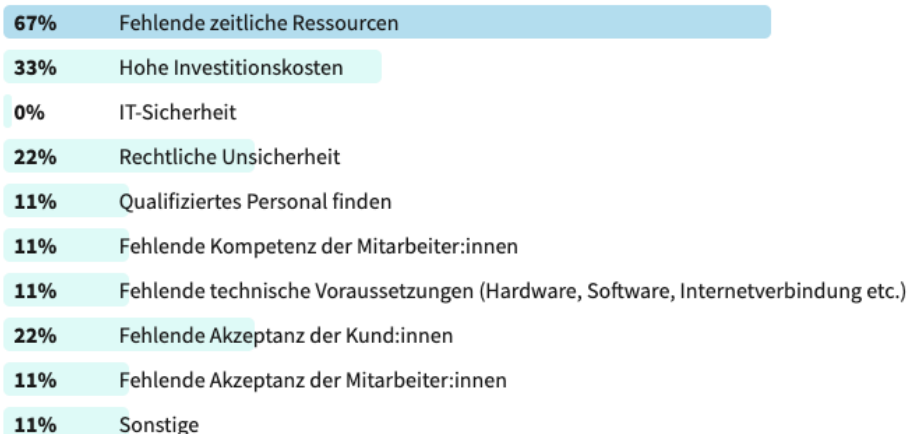 67% Fehlende zeitliche Ressourcen
33% Hohe Investitionskosten
0% IT-Sicherheit
22% Rechtliche Unsicherheit
11% Qualifiziertes Personal finden
11% Fehlende Kompetenz der Mitarbeiter:innen
11% Fehlende technische Voraussetzungen (Hardware, Software, Internetverbindung etc.)
22% Fehlende Akzeptanz der Kund:innen
11% Fehlende Akzeptanz der Mitarbeiter:innen
11% Sonstige